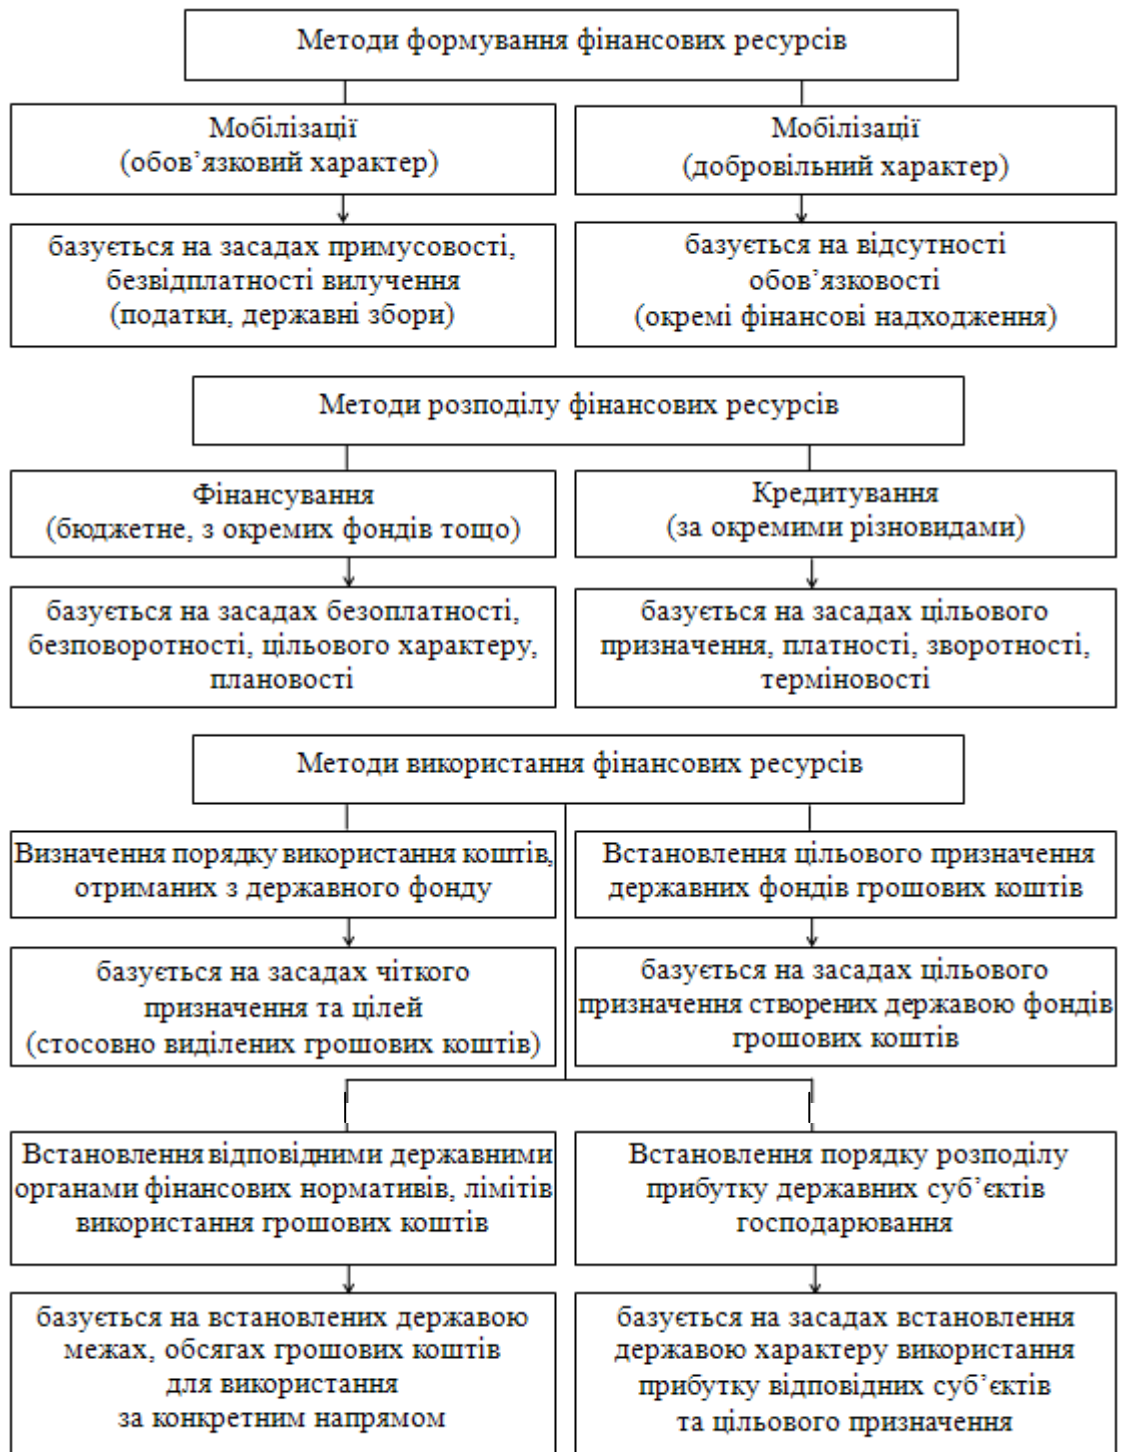 Методи формування фінансових ресурсів
Мобілізації
(обов’язковий характер)
Мобілізації
(добровільний характер)
базується на засадах примусовості,
безвідплатності вилучення
(податки, державні збори)
базується на відсутності
обов’язковості
(окремі фінансові надходження)
Методи розподілу фінансових ресурсів
Фінансування
(бюджетне, з окремих фондів тощо)
Кредитування
(за окремими різновидами)
базується на засадах безоплатності,
безповоротності, цільового характеру,
плановості
базується на засадах цільового
призначення, платності, зворотності,
терміновості
Методи використання фінансових ресурсів
Визначення порядку використання коштів,
отриманих з державного фонду
Встановлення цільового призначення
державних фондів грошових коштів
базується на засадах чіткого
призначення та цілей
(стосовно виділених грошових коштів)
базується на засадах цільового
призначення створених державою фондів
грошових коштів
Встановлення відповідними державними
органами фінансових нормативів, лімітів
використання грошових коштів
Встановлення порядку розподілу
прибутку державних суб’єктів
господарювання
базується на встановлених державою
межах, обсягах грошових коштів
для використання
за конкретним напрямом
базується на засадах встановлення
державою характеру використання
прибутку відповідних суб’єктів
та цільового призначення